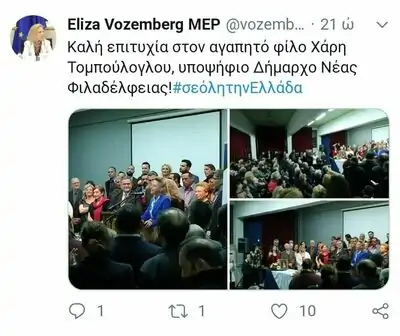 Eliza Vozemberg MEP @vozemb... · 21 ώ
Καλή επιτυχία στον αγαπητό φίλο Χάρη
Τομπούλογλου, υποψήφιο Δήμαρχο Νέας
Φιλαδέλφειας!#σεόλητηνΕλλάδα
1 1 10